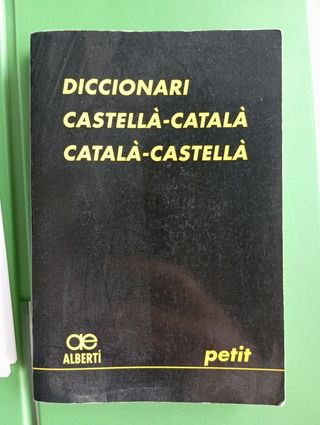 DICCIONARI
CASTELLÀ-CATALÀ
CATALÀ-CASTELLÀ
ae
ALBERTÍ
petit